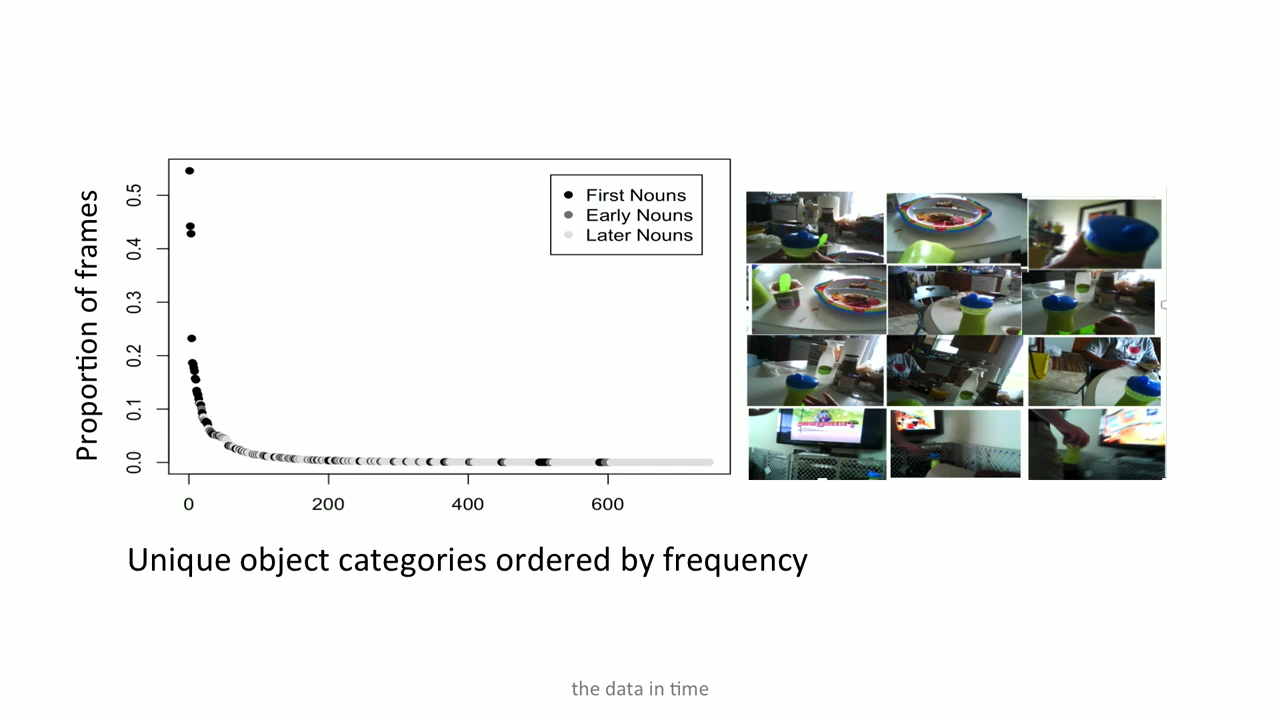 Proportion of frames
0.5
0.4
0.3
0.2
0.1
0.0
First Nouns
Early Nouns
Later Nouns
0 200 400 600
Unique object categories ordered by frequency
the data in time